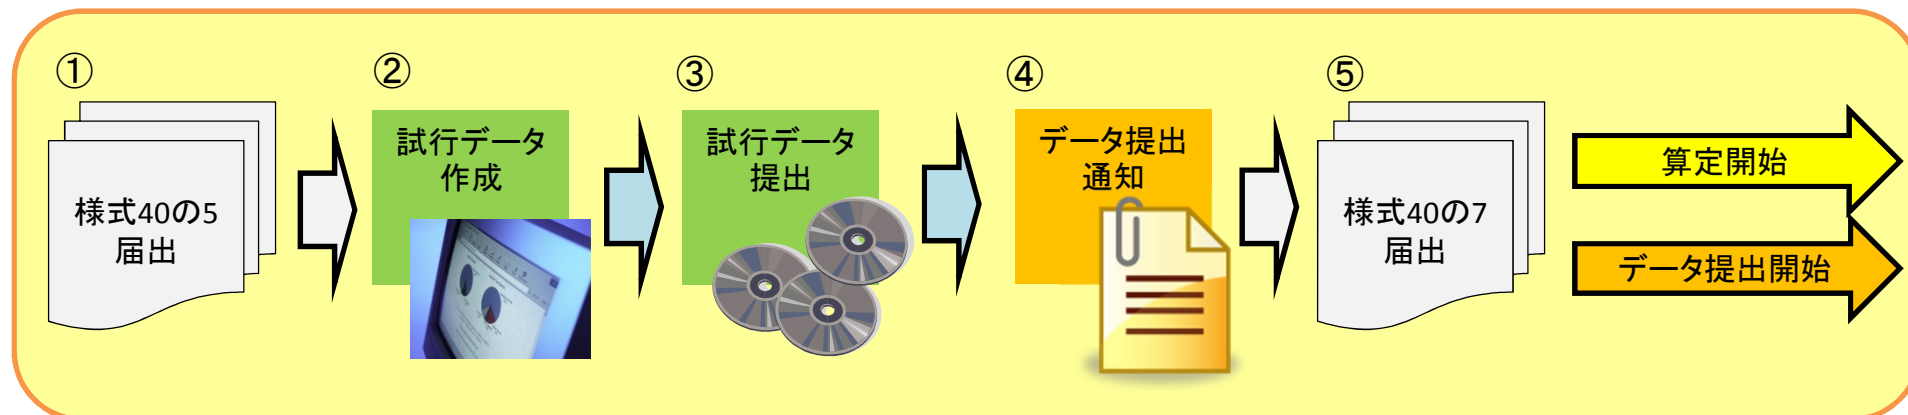 ①
様式40の5
届出
②
試行データ
作成
③
試行データ
提出
④
データ提出
通知
⑤
様式40の7
届出
算定開始
データ提出開始